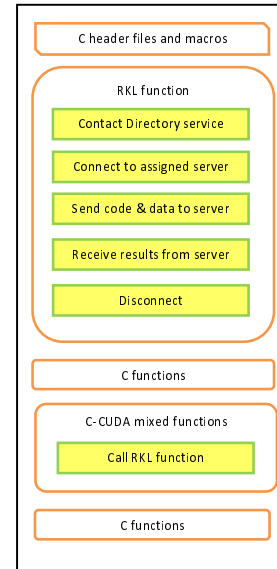 C header files and macros
RKL function
Contact Directory service
Connect to assigned server
Send code & data to server
Receive results from server
Disconnect
C functions
C-CUDA mixed functions
Call RKL function
C functions